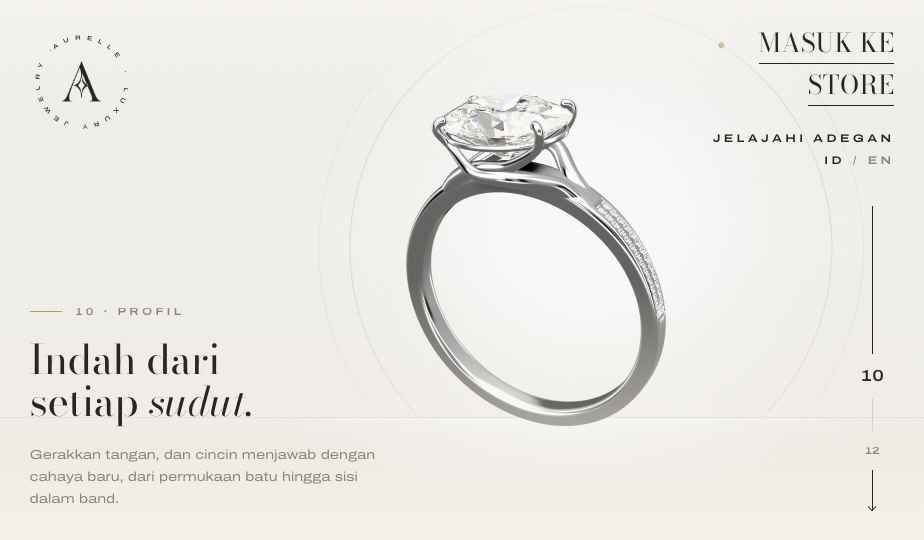 · AURELLE · LUXURY JEWELRY
A
MASUK KE
STORE
JELAJAHI ADEGAN
ID / EN
10 · PROFIL
Indah dari
setiap sudut.
Gerakkan tangan, dan cincin menjawab dengan
cahaya baru, dari permukaan batu hingga sisi
dalam band.
10
12